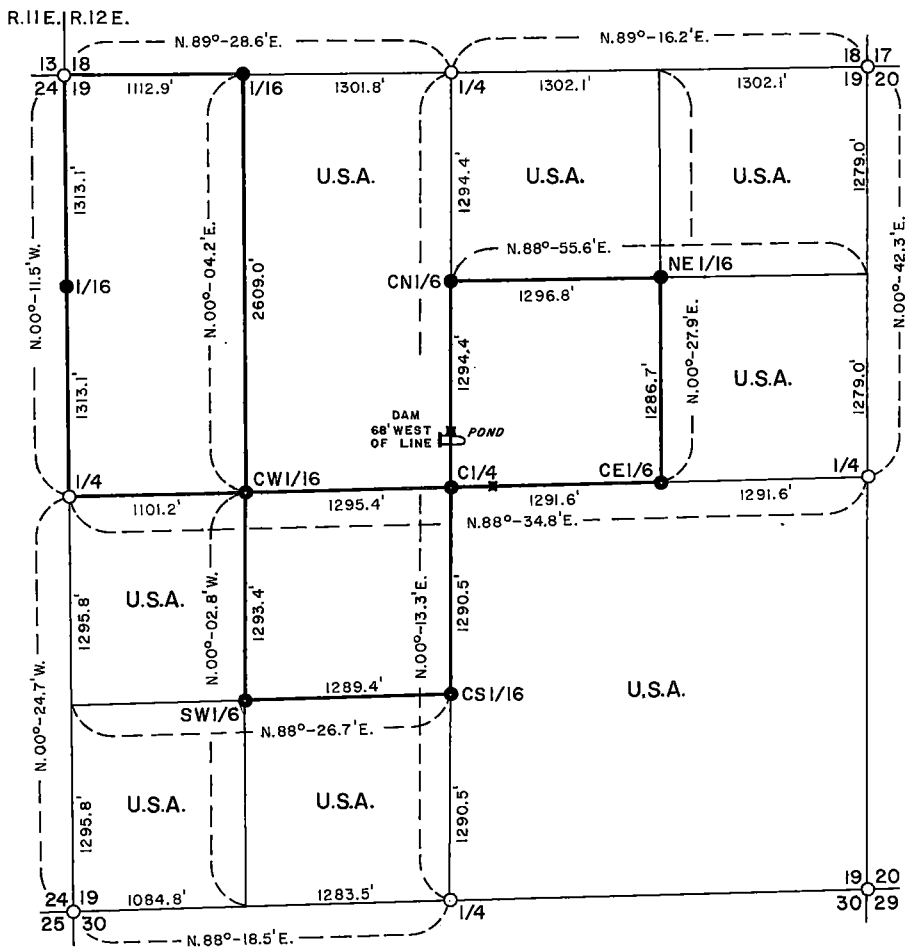 R.11E. R.12E.
N.89°-28.6'E.
N.89°-16.2'E.
13 18
18 17
24 19
1112.9'
1/16
1301.8'
1/4
1302.1'
1302.1'
19 20
1313.1'
U.S.A.
1294.4'
U.S.A.
U.S.A.
1279.0'
N.00°-11.5'W.
N.00°-04.2'E.
2609.0'
N.88°-55.6'E.
N.00°-42.3'E.
1/16
CN1/6
NE1/16
1296.8'
1313.1'
1294.4'
1286.7'
N.00°-27.9'E.
U.S.A.
1279.0'
DAM
68' WEST
OF LINE
POND
1/4
CW1/16
C1/4
CE1/6
1/4
1101.2'
1295.4'
1291.6'
1291.6'
N.88°-34.8'E.
U.S.A.
1295.8'
N.00°-02.8'W.
1293.4'
N.00°-13.3'E.
1290.5'
N.00°-24.7'W.
SW1/6
1289.4'
CS1/16
U.S.A.
N.88°-26.7'E.
1295.8'
U.S.A.
U.S.A.
1290.5'
24 19
1084.8'
1283.5'
19 20
25 30
1/4
30 29
N.88°-18.5'E.